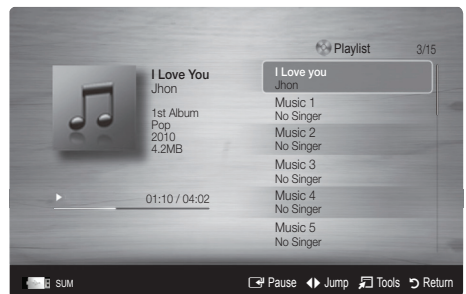 Playlist 3/15
I Love You
Jhon
1st Album
Pop
2010
4.2MB
01:10 / 04:02
I Love you
Jhon
Music 1
No Singer
Music 2
No Singer
Music 3
No Singer
Music 4
No Singer
Music 5
No Singer
SUM
Pause Jump Tools Return